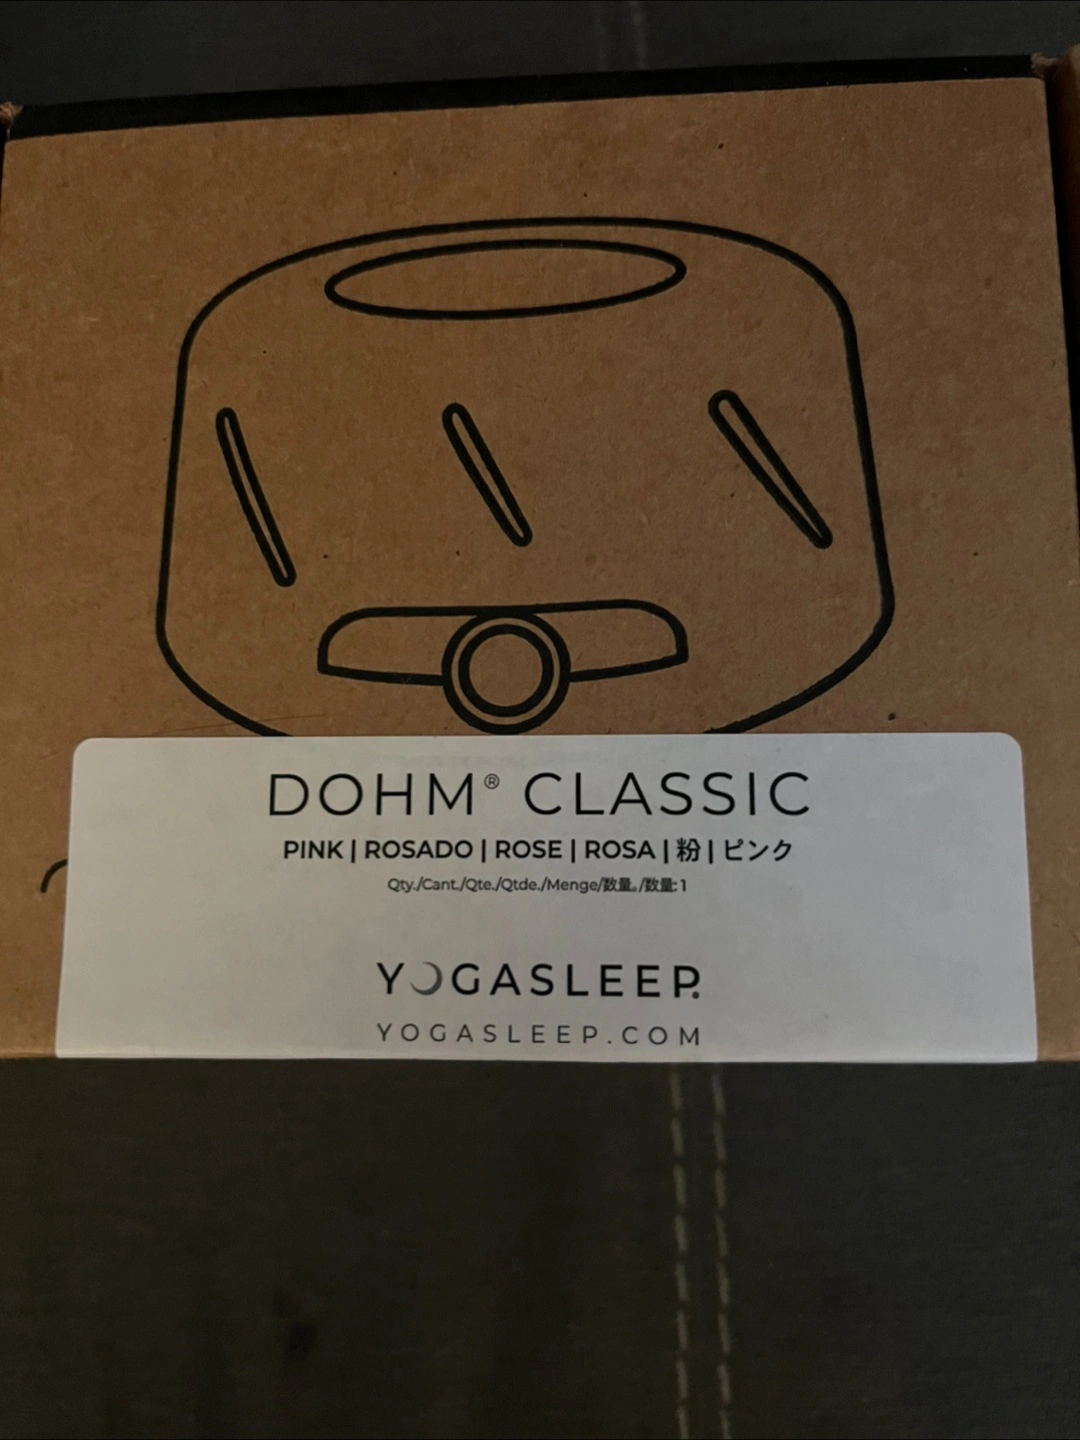 DOHM® CLASSIC
PINK | ROSADO | ROSE | ROSA | 粉 | ピンク
Qty./Cant./Qte./Qtde./Menge/数量。/数量: 1
YOGASLEEP.
YOGASLEEP.COM